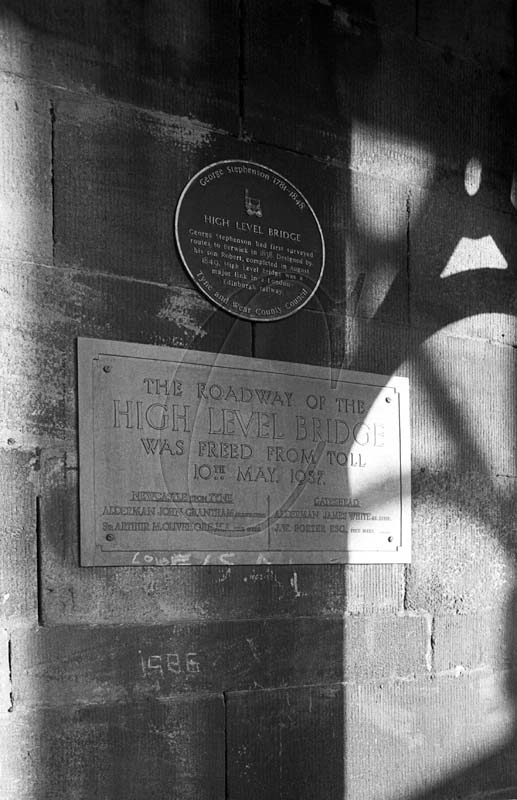 George Stephenson 1781-1848
HIGH LEVEL BRIDGE
George Stephenson had first surveyed
routes to Berwick in 1838. Designed by
his son Robert, completed in August
1849, High Level Bridge was a
major link in a London-
Edinburgh railway.
Tyne and Wear County Council
THE ROADWAY OF THE
HIGH LEVEL BRIDGE
WAS FREED FROM TOLL
10TH MAY. 1937.
NEWCASTLE UPON TYNE
ALDERMAN JOHN GRANTHAM
SIR ARTHUR M. OLIVER
GATESHEAD
ALDERMAN JAMES WHITE
J.W. PORTER ESQ.,
1986